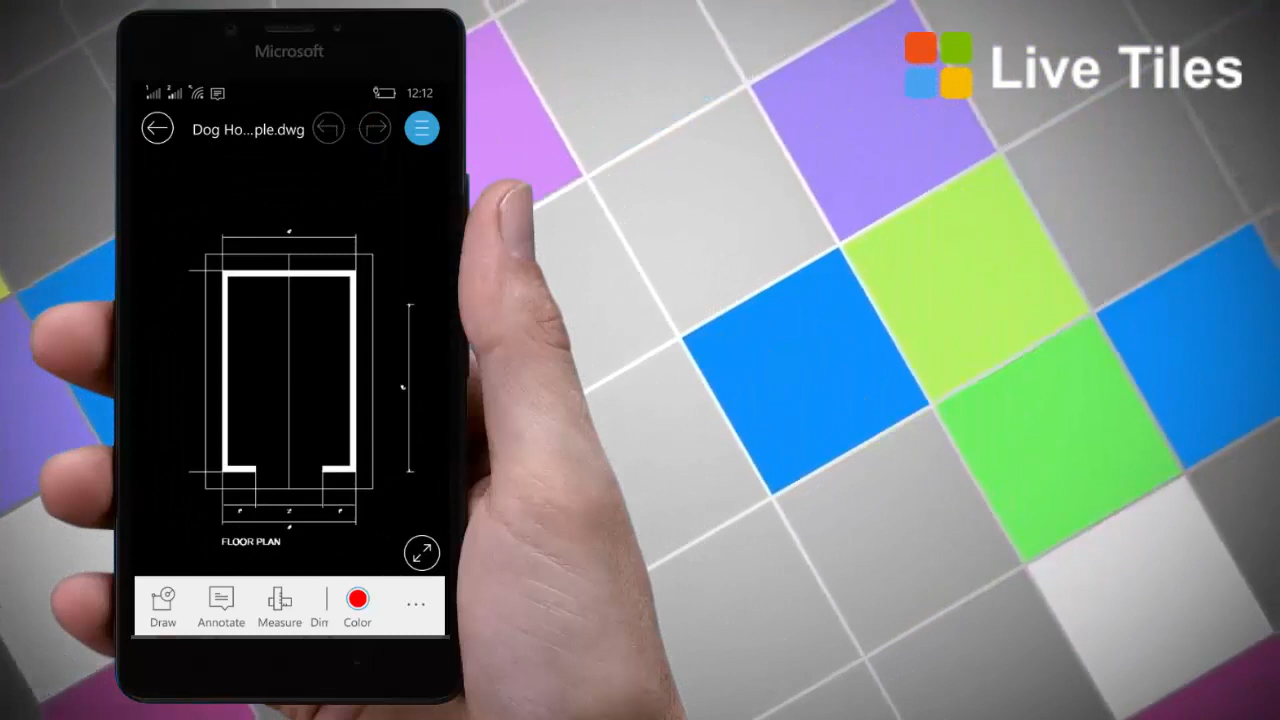 Microsoft
Live Tiles
12:12
Dog Ho...ple.dwg
FLOOR PLAN
Draw
Annotate
Measure
Dim
Color
...